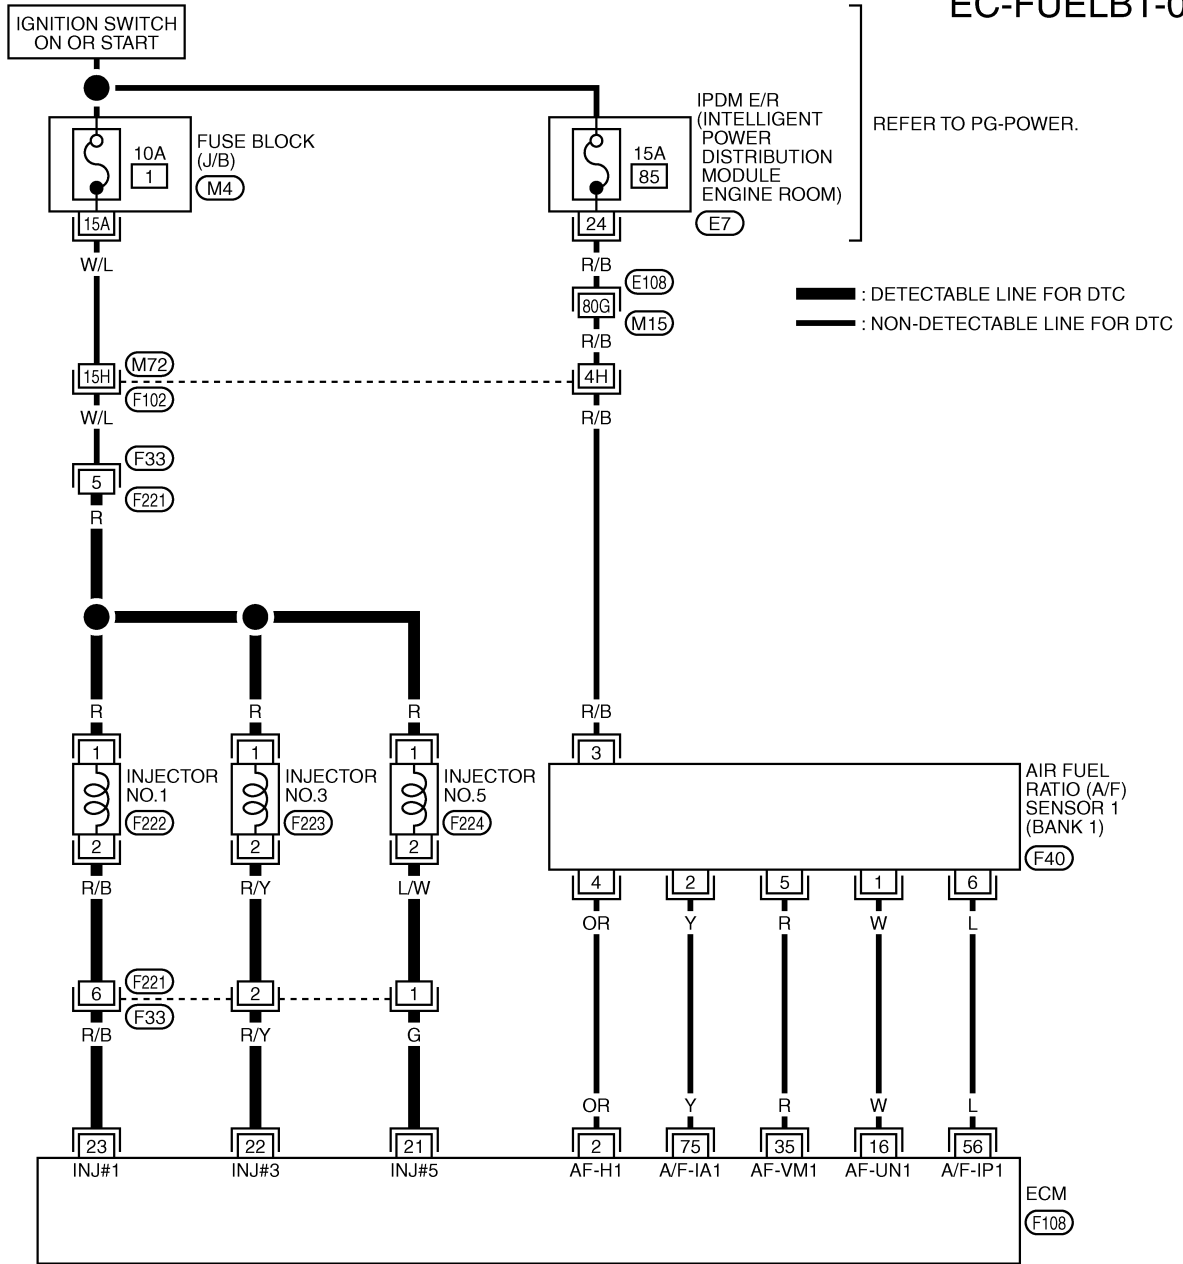 EC-FUELB1-0
IGNITION SWITCH
ON OR START
10A
1
FUSE BLOCK
(J/B)
M4
15A
W/L
15A
85
IPDM E/R
(INTELLIGENT
POWER
DISTRIBUTION
MODULE
ENGINE ROOM)
E7
REFER TO PG-POWER.
24
R/B
E108
80G
M15
R/B
: DETECTABLE LINE FOR DTC
: NON-DETECTABLE LINE FOR DTC
15H
M72
F102
4H
W/L
R/B
F33
5
F221
R
R
R
R
R/B
1
1
1
3
INJECTOR
NO.1
F222
INJECTOR
NO.3
F223
INJECTOR
NO.5
F224
AIR FUEL
RATIO (A/F)
SENSOR 1
(BANK 1)
F40
2
2
2
4
2
5
1
6
R/B
R/Y
L/W
OR
Y
R
W
L
6
F221
F33
2
1
R/B
R/Y
G
OR
Y
R
W
L
23
22
21
2
75
35
16
56
INJ#1
INJ#3
INJ#5
AF-H1
A/F-IA1
AF-VM1
AF-UN1
A/F-IP1
ECM
F108